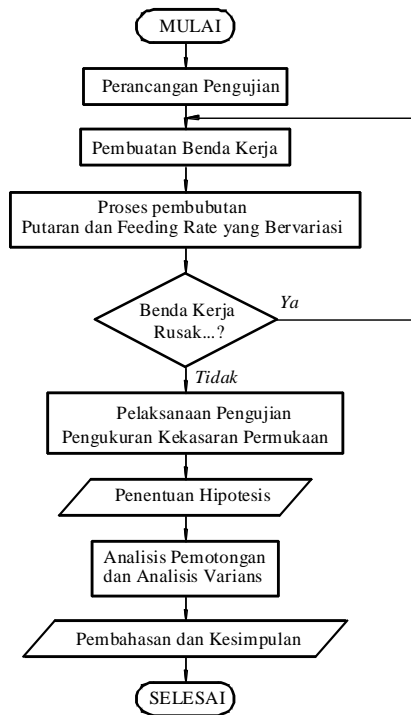 MULAI
Perancangan Pengujian
Pembuatan Benda Kerja
Proses pembubutan
Putaran dan Feeding Rate yang Bervariasi
Benda Kerja
Rusak...?
Ya
Tidak
Pelaksanaan Pengujian
Pengukuran Kekasaran Permukaan
Penentuan Hipotesis
Analisis Pemotongan
dan Analisis Varians
Pembahasan dan Kesimpulan
SELESAI